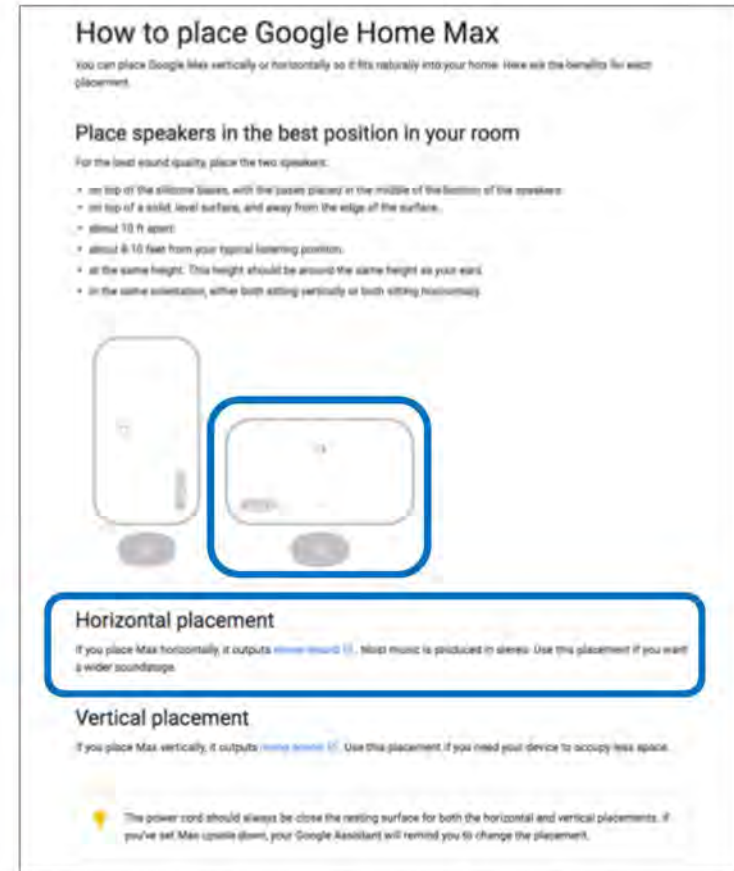 How to place Google Home Max
You can place Google Max vertically or horizontally so it fits naturally into your home. Here are the benefits for each
placement.
Place speakers in the best position in your room
For the best sound quality, place the two speakers:
• on top of the silicone bases, with the bases placed in the middle of the bottom of the speakers.
• on top of a solid, level surface, and away from the edge of the surface.
• about 10 ft apart.
• about 8-10 feet from your typical listening position.
• at the same height. This height should be around the same height as your ears.
• in the same orientation, either both sitting vertically or both sitting horizontally.
Horizontal placement
If you place Max horizontally, it outputs sound. Most music is produced in stereo. Use this placement if you want
a wider soundstage.
Vertical placement
If you place Max vertically, it outputs sound. Use this placement if you need your device to occupy less space.
The power cord should always be close the resting surface for both the horizontal and vertical placements. If
you've set Max upside down, your Google Assistant will remind you to change the placement.